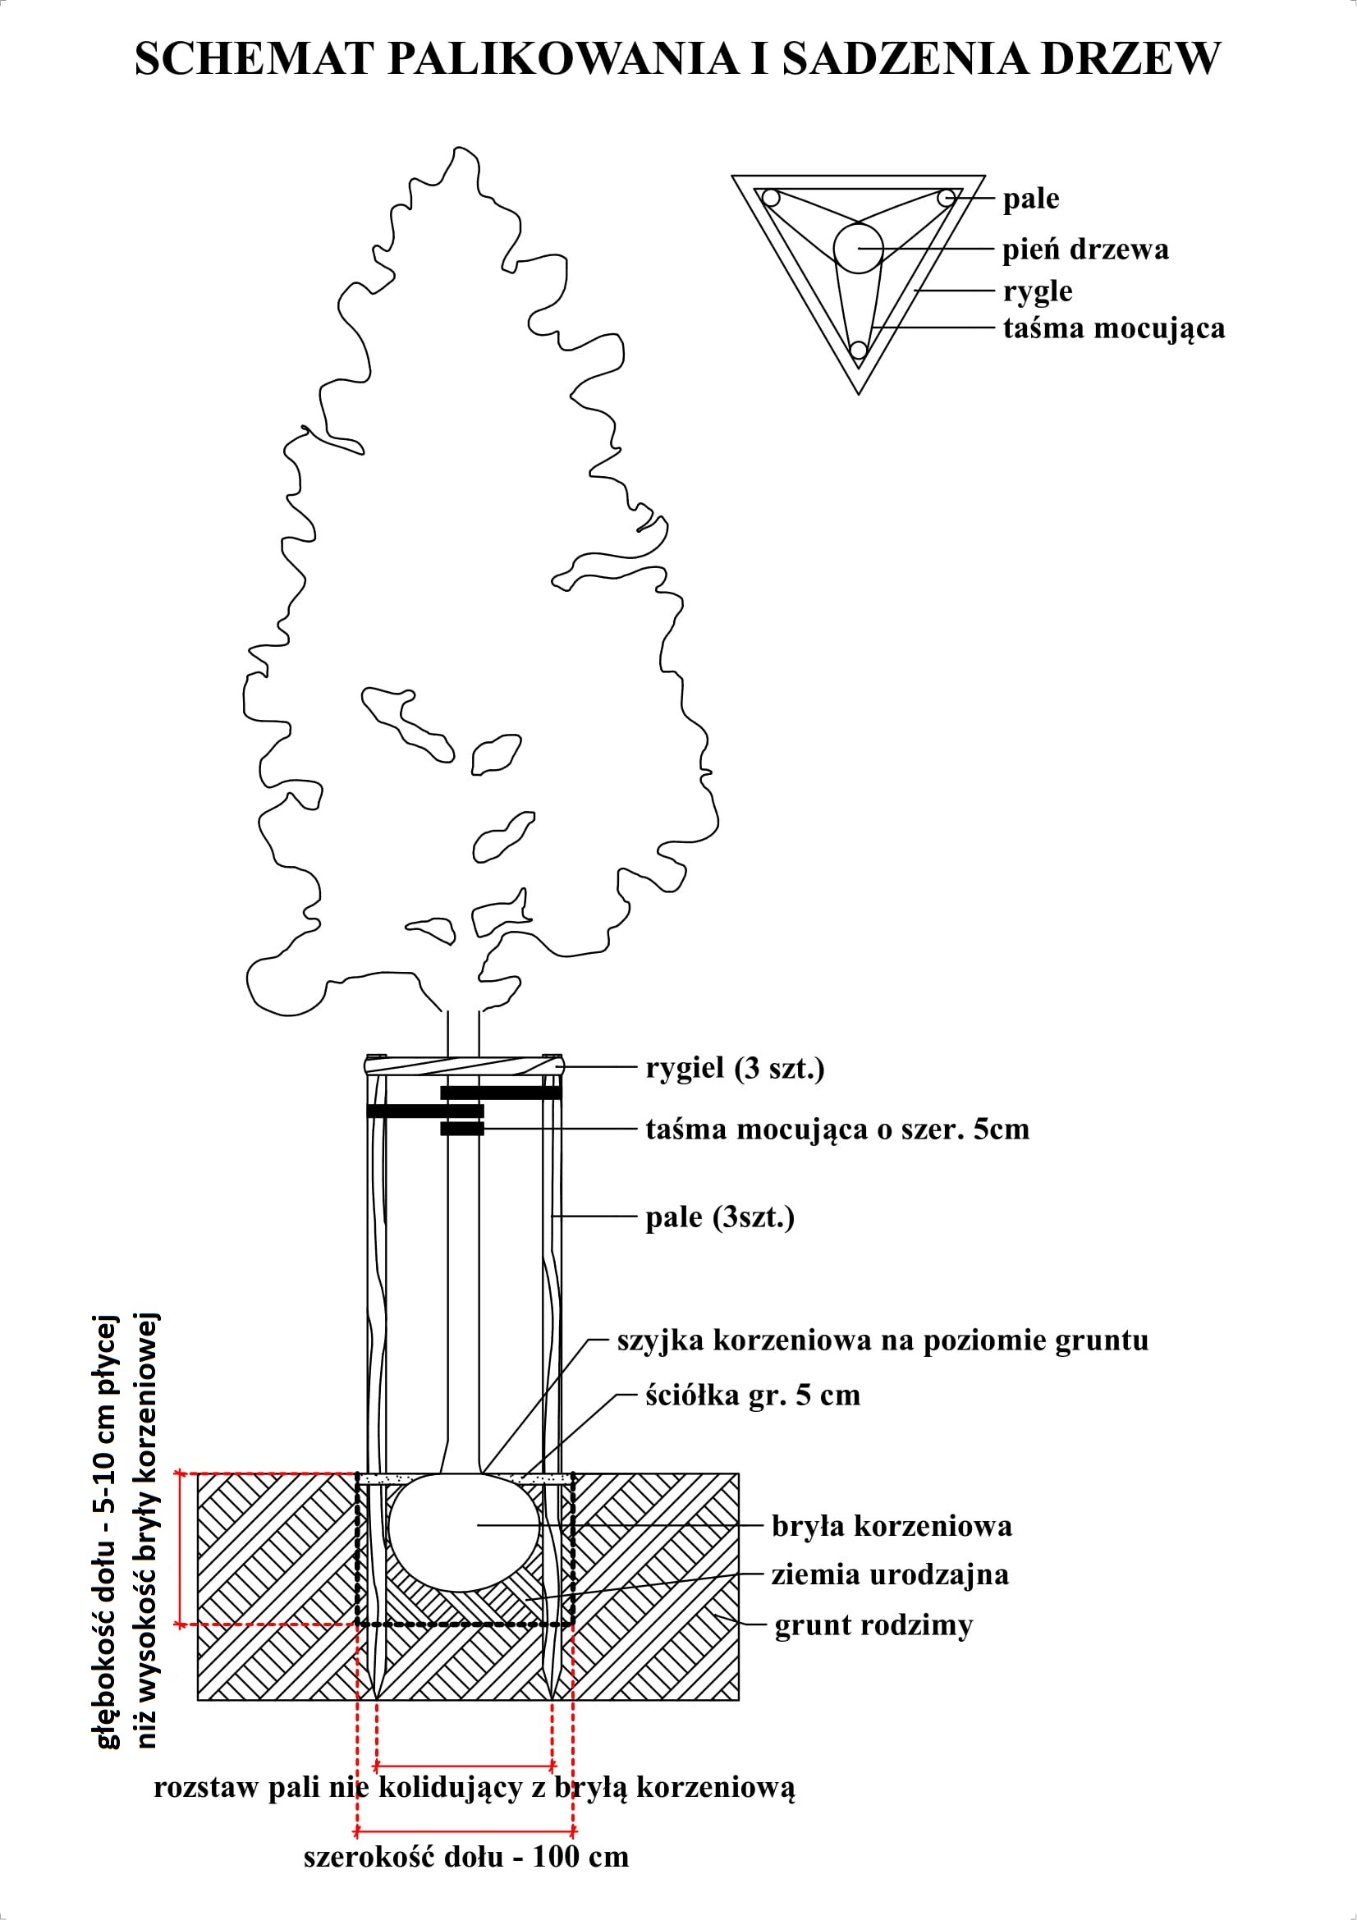 SCHEMAT PALIKOWANIA I SADZENIA DRZEW
pale
pień drzewa
rygle
taśma mocująca
rygiel (3 szt.)
taśma mocująca o szer. 5cm
pale (3szt.)
szyjka korzeniowa na poziomie gruntu
ściółka gr. 5 cm
głębokość dołu - 5-10 cm płycej
niż wysokość bryły korzeniowej
bryła korzeniowa
ziemia urodzajna
grunt rodzimy
rozstaw pali nie kolidujący z bryłą korzeniową
szerokość dołu - 100 cm